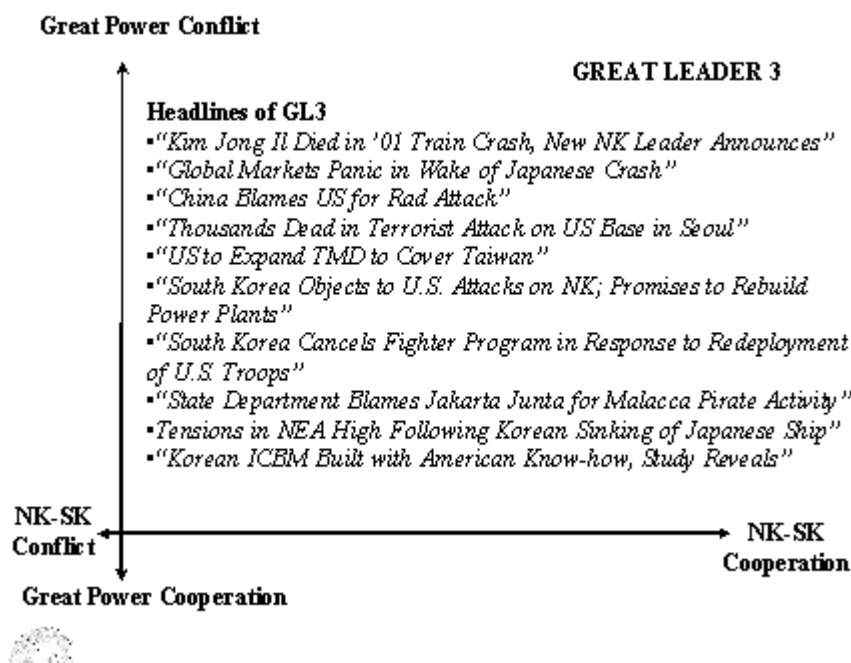 Great Power Conflict
GREAT LEADER 3
Headlines of GL3
▪“Kim Jong Il Died in ’01 Train Crash, New NK Leader Announces”
▪“Global Markets Panic in Wake of Japanese Crash”
▪“China Blames US for Rad Attack”
▪“Thousands Dead in Terrorist Attack on US Base in Seoul”
▪“US to Expand TMD to Cover Taiwan”
▪“South Korea Objects to U.S. Attacks on NK; Promises to Rebuild
Power Plants”
▪“South Korea Cancels Fighter Program in Response to Redeployment
of U.S. Troops”
▪“State Department Blames Jakarta Junta for Malacca Pirate Activity”
▪Tensions in NEA High Following Korean Sinking of Japanese Ship”
▪“Korean ICBM Built with American Know-how, Study Reveals”
NK-SK
Conflict
NK-SK
Cooperation
Great Power Cooperation